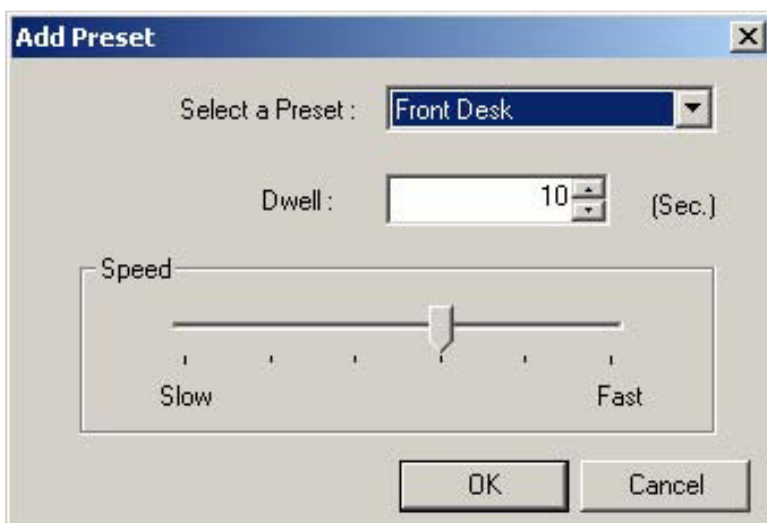 Add Preset
Select a Preset :
Front Desk
Dwell :
10
(Sec.)
Speed
Slow
Fast
OK
Cancel